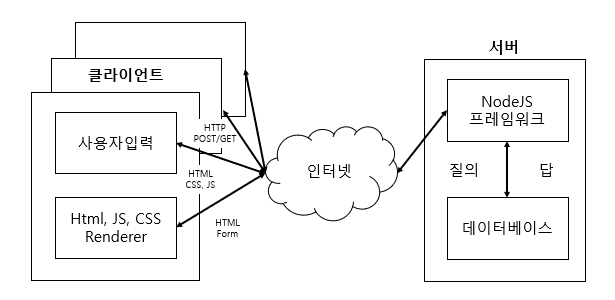 서버
클라이언트
NodeJS
프레임워크
HTTP
POST/GET
사용자입력
인터넷
질의
답
HTML
CSS, JS
Html, JS, CSS
Renderer
HTML
Form
데이터베이스